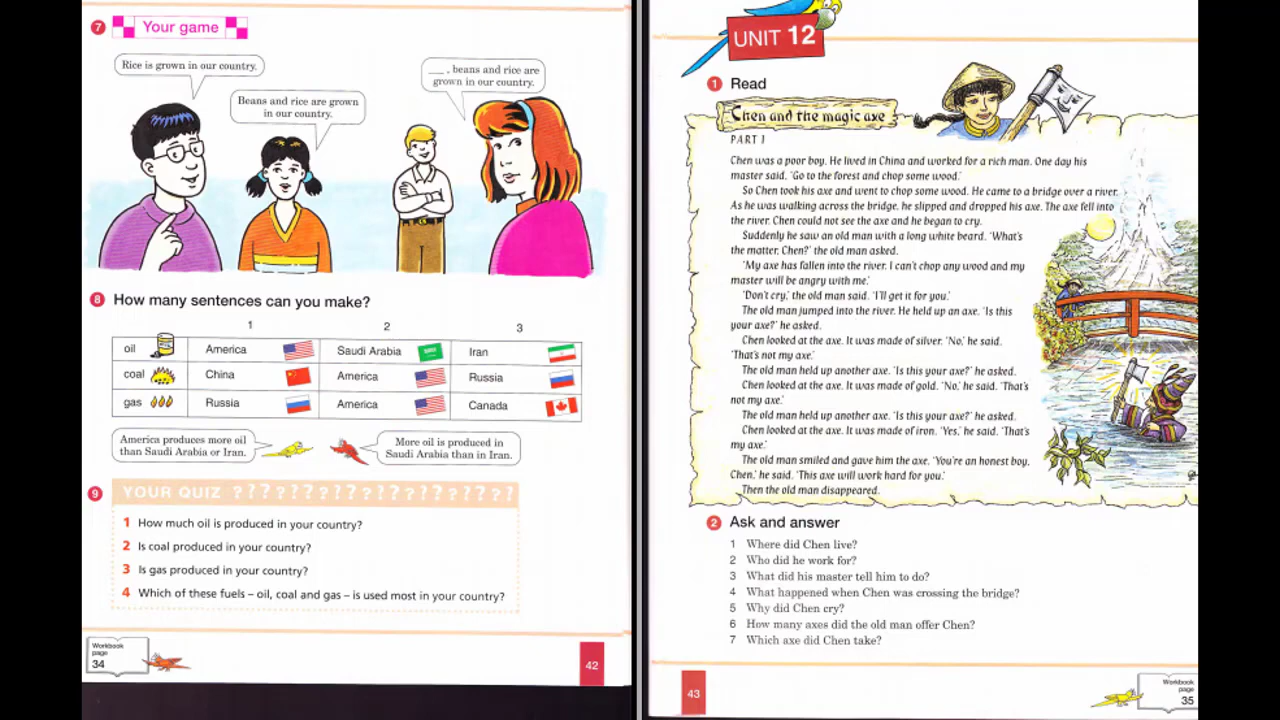 7 Your game
Rice is grown in our country.
Beans and rice are grown
in our country.
___ , beans and rice are
grown in our country.
8 How many sentences can you make?
1 2 3
oil America Saudi Arabia Iran
coal China America Russia
gas Russia America Canada
America produces more oil
than Saudi Arabia or Iran.
More oil is produced in
Saudi Arabia than in Iran.
9 YOUR QUIZ ? ? ? ? ? ? ? ? ? ? ? ? ? ? ? ? ? ? ? ?
1 How much oil is produced in your country?
2 Is coal produced in your country?
3 Is gas produced in your country?
4 Which of these fuels – oil, coal and gas – is used most in your country?
Workbook
page
34
42
UNIT 12
1 Read
Chen and the magic axe
PART 1
Chen was a poor boy. He lived in China and worked for a rich man. One day his
master said, 'Go to the forest and chop some wood.'
So Chen took his axe and went to chop some wood. He came to a bridge over a river.
As he was walking across the bridge, he slipped and dropped his axe. The axe fell into
the river. Chen could not see the axe and he began to cry.
Suddenly he saw an old man with a long white beard. 'What's
the matter, Chen?' the old man asked.
'My axe has fallen into the river. I can't chop any wood and my
master will be angry with me.'
'Don't cry,' the old man said. 'I'll get it for you.'
The old man jumped into the river. He held up an axe. 'Is this
your axe?' he asked.
Chen looked at the axe. It was made of silver. 'No,' he said.
'That's not my axe.'
The old man held up another axe. 'Is this your axe?' he asked.
Chen looked at the axe. It was made of gold. 'No,' he said. 'That's
not my axe.'
The old man held up another axe. 'Is this your axe?' he asked.
Chen looked at the axe. It was made of iron. 'Yes,' he said. 'That's
my axe.'
The old man smiled and gave him the axe. 'You're an honest boy,
Chen,' he said. 'This axe will work hard for you.'
Then the old man disappeared.
2 Ask and answer
1 Where did Chen live?
2 Who did he work for?
3 What did his master tell him to do?
4 What happened when Chen was crossing the bridge?
5 Why did Chen cry?
6 How many axes did the old man offer Chen?
7 Which axe did Chen take?
43
Workbook
page
35